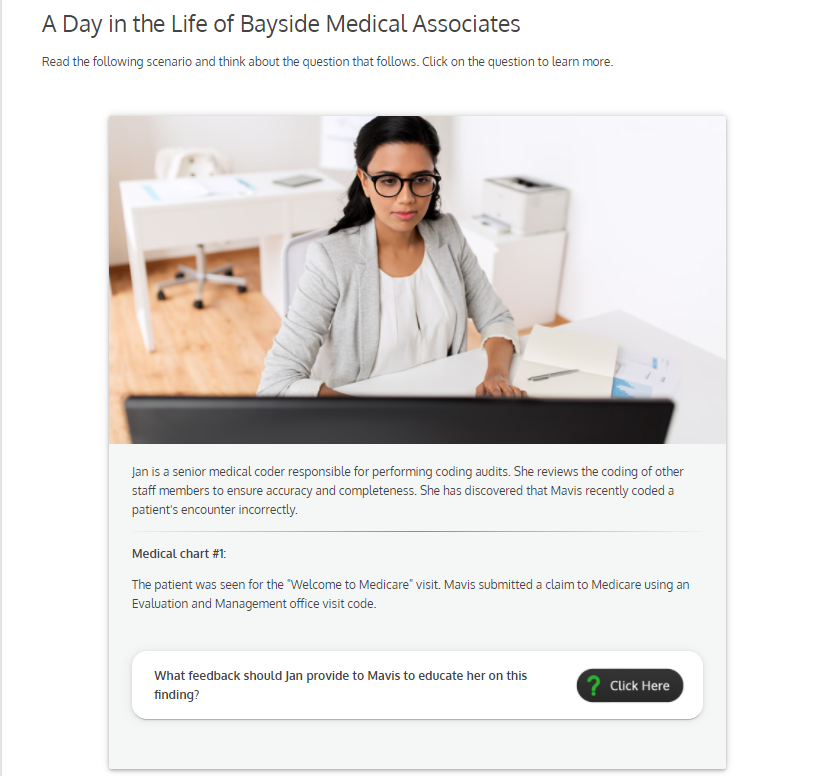 A Day in the Life of Bayside Medical Associates
Read the following scenario and think about the question that follows. Click on the question to learn more.
Jan is a senior medical coder responsible for performing coding audits. She reviews the coding of other
staff members to ensure accuracy and completeness. She has discovered that Mavis recently coded a
patient's encounter incorrectly.
Medical chart #1:
The patient was seen for the "Welcome to Medicare" visit. Mavis submitted a claim to Medicare using an
Evaluation and Management office visit code.
What feedback should Jan provide to Mavis to educate her on this
finding?
? Click Here